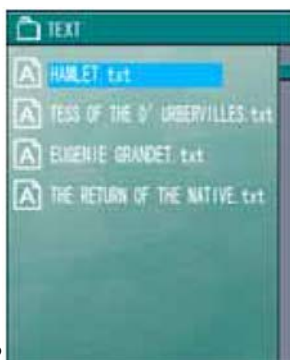 TEXT
HAMLET.txt
TESS OF THE D' URBERVILLES.txt
EUGENIE GRANDET.txt
THE RETURN OF THE NATIVE.txt